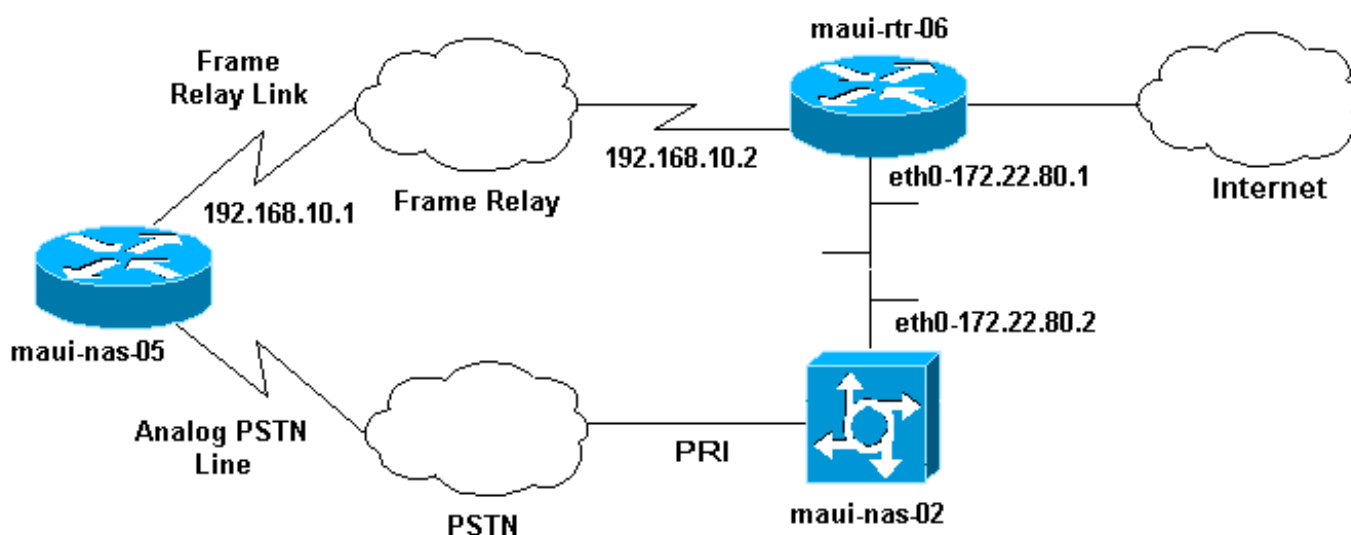 maui-rtr-06
Frame
Relay Link
192.168.10.2
eth0-172.22.80.1
Internet
Frame Relay
192.168.10.1
maui-nas-05
eth0-172.22.80.2
Analog PSTN
Line
PRI
PSTN
maui-nas-02